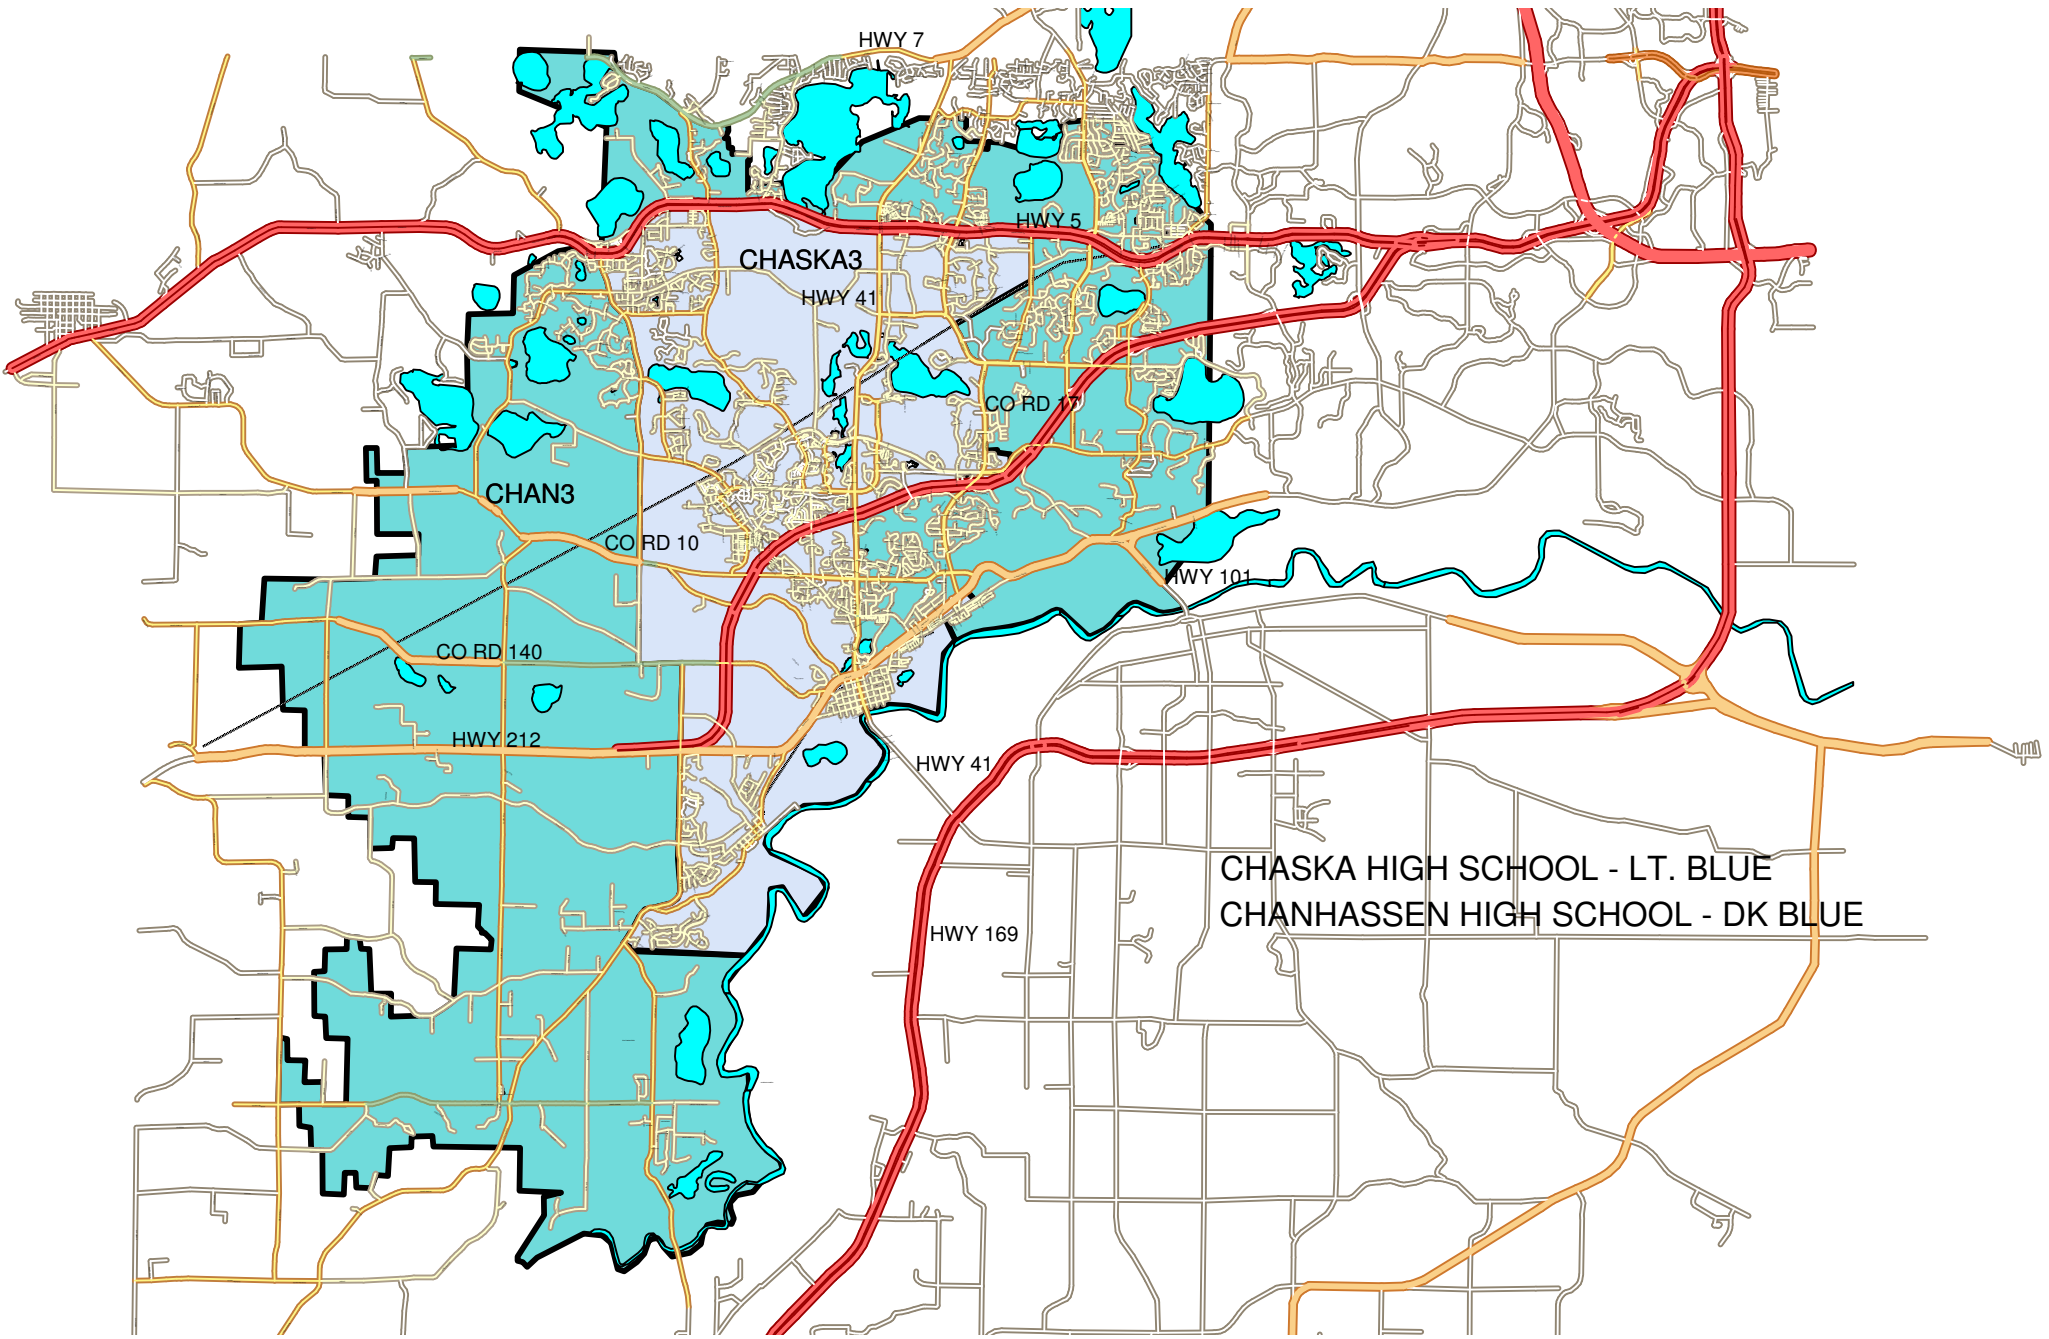 HWY 7
HWY 5
CHASKA3
HWY 41
CO RD 17
CHAN3
CO RD 10
HWY 101
CO RD 140
HWY 212
HWY 41
CHASKA HIGH SCHOOL - LT. BLUE
CHANHASSEN HIGH SCHOOL - DK BLUE
HWY 169